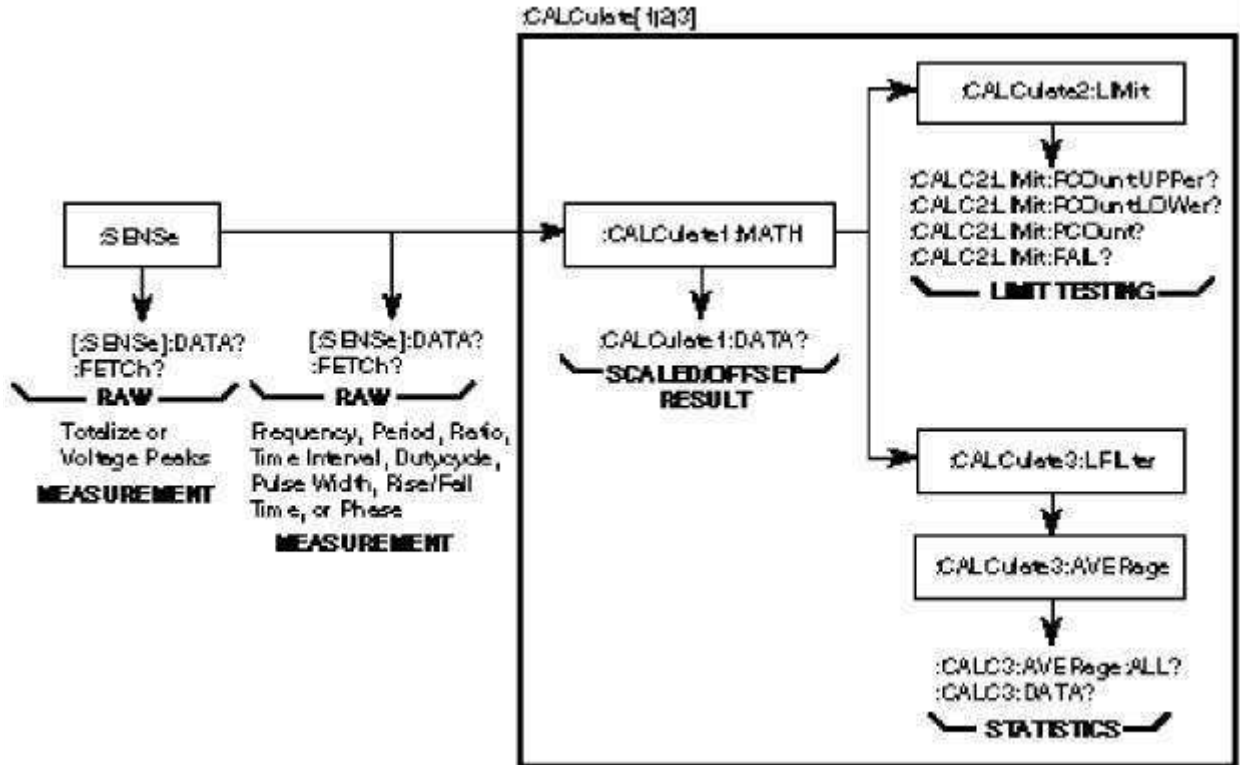 :CALCulate[1|2|3]
:SENSe
[:SENSe]:DATA?
:FETCh?
RAW
Totalize or
Voltage Peaks
MEASUREMENT
[:SENSe]:DATA?
:FETCh?
RAW
Frequency, Period, Ratio,
Time Interval, Dutycycle,
Pulse Width, Rise/Fall
Time, or Phase
MEASUREMENT
:CALCulate1:MATH
:CALCulate1:DATA?
SCALED/OFFSET
RESULT
:CALCulate2:LIMit
:CALC2:LIMit:FCOunt:UPPer?
:CALC2:LIMit:FCOunt:LOWer?
:CALC2:LIMit:PCOunt?
:CALC2:LIMit:FAIL?
LIMIT TESTING
:CALCulate3:LFILter
:CALCulate3:AVERage
:CALC3:AVERage:ALL?
:CALC3:DATA?
STATISTICS